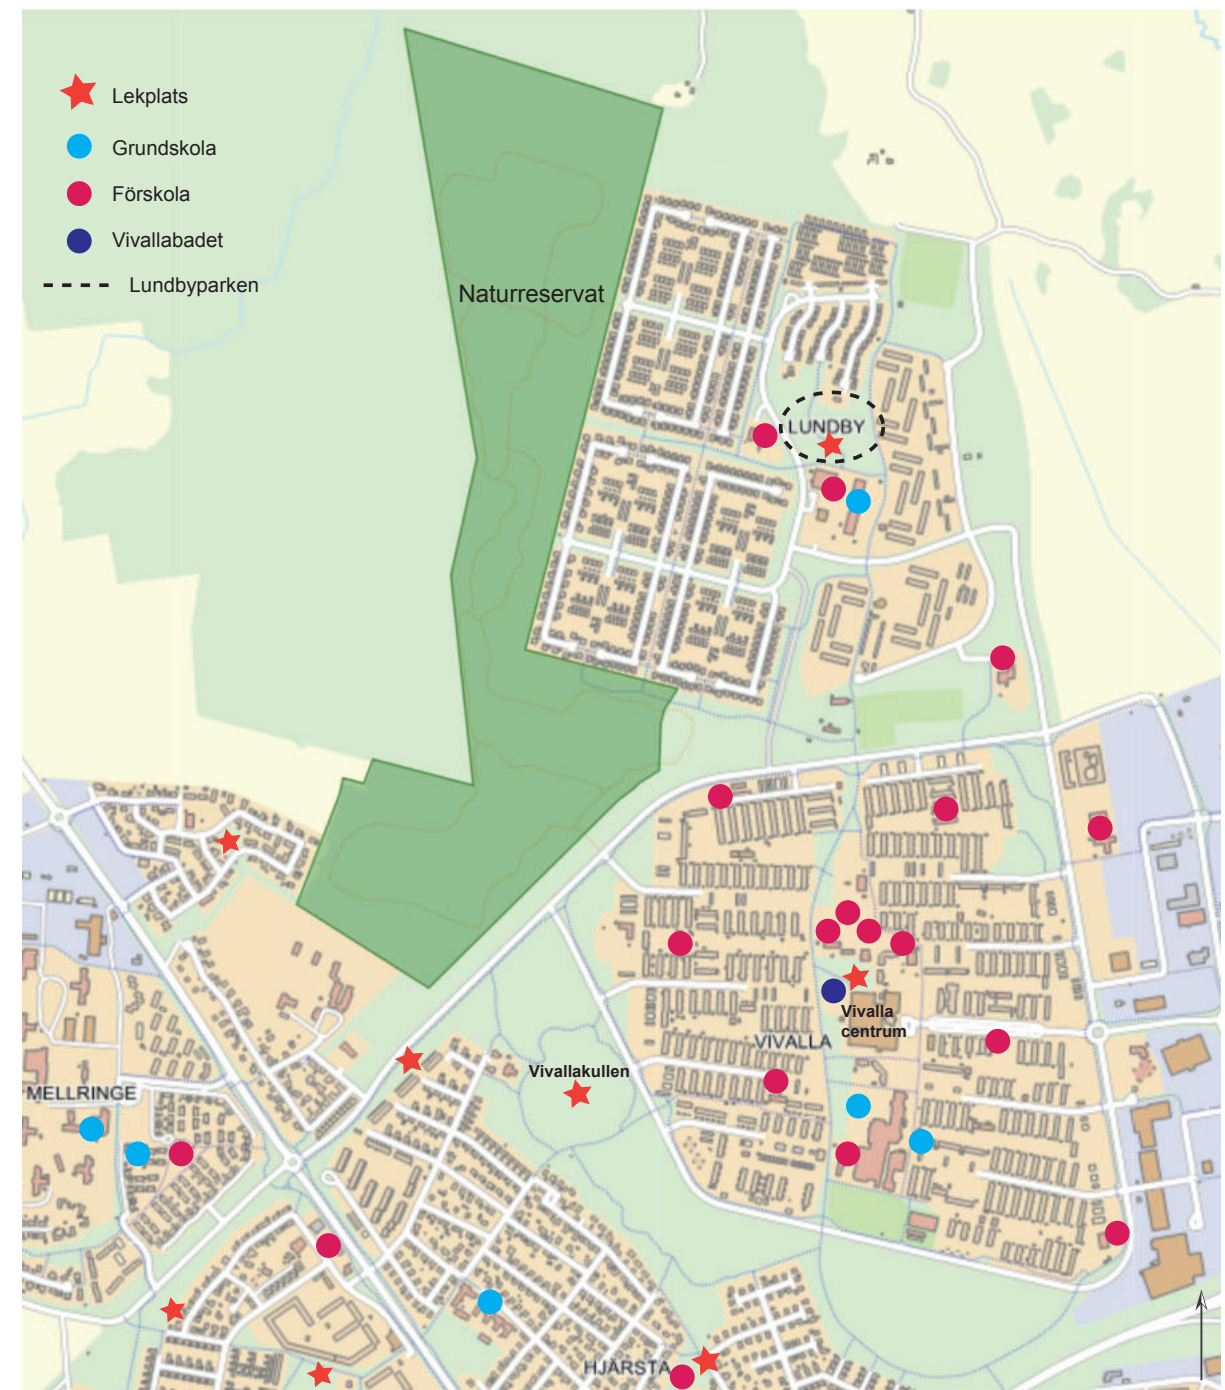 Lekplats
Grundskola
Förskola
Vivallabadet
Lundbyparken
Naturreservat
LUNDBY
Vivalla
centrum
VIVALLA
Vivallakullen
MELLRINGE
HJÄRSTA